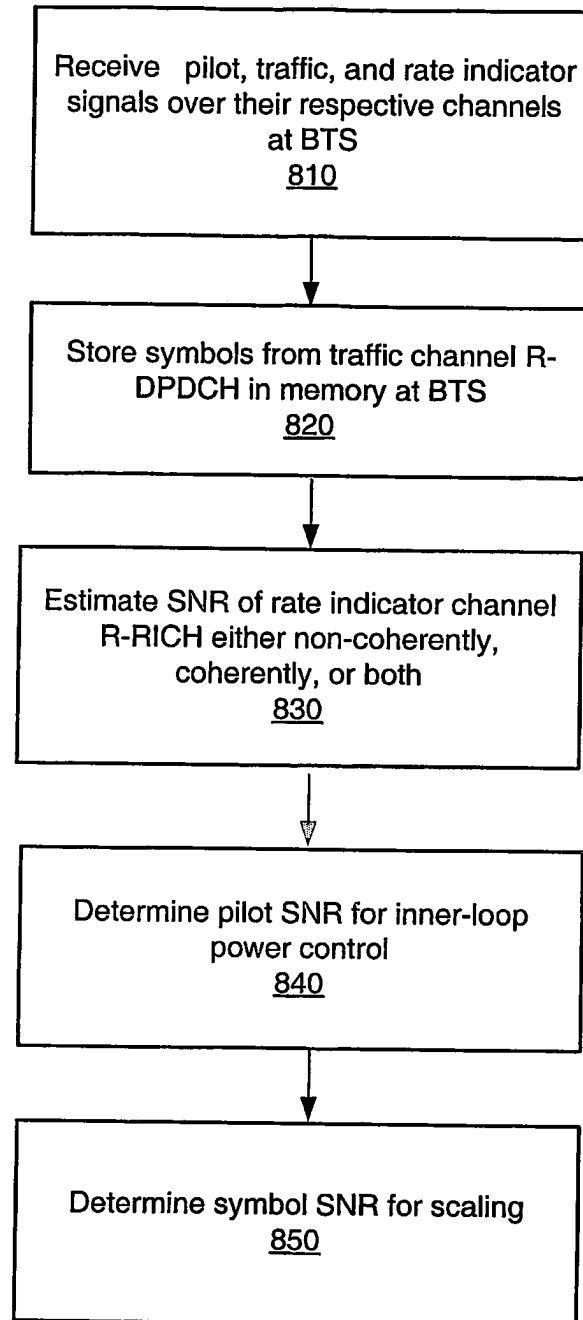 Receive pilot, traffic, and rate indicator
signals over their respective channels
at BTS
810
Store symbols from traffic channel R-
DPDCH in memory at BTS
820
Estimate SNR of rate indicator channel
R-RICH either non-coherently,
coherently, or both
830
Determine pilot SNR for inner-loop
power control
840
Determine symbol SNR for scaling
850